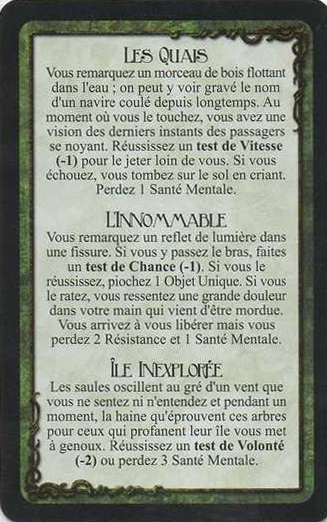 LES QUAIS
Vous remarquez un morceau de bois flottant
dans l'eau ; on peut y voir gravé le nom
d'un navire coulé depuis longtemps. Au
moment où vous le touchez, vous avez une
vision des derniers instants des passagers
se noyant. Réussissez un test de Vitesse
(-1) pour le jeter loin de vous. Si vous
échouez, vous tombez sur le sol en criant.
Perdez 1 Santé Mentale.
L'INNOMMABLE
Vous remarquez un reflet de lumière dans
une fissure. Si vous y passez le bras, faites
un test de Chance (-1). Si vous le
réussissez, piochez 1 Objet Unique. Si vous
le ratez, vous ressentez une grande douleur
dans votre main qui vient d'être mordue.
Vous arrivez à vous libérer mais vous
perdez 2 Résistance et 1 Santé Mentale.
ÎLE INEXPLORÉE
Les saules oscillent au gré d'un vent que
vous ne sentez ni n'entendez et pendant un
moment, la haine qu'éprouvent ces arbres
pour ceux qui profanent leur île vous met
à genoux. Réussissez un test de Volonté
(-2) ou perdez 3 Santé Mentale.